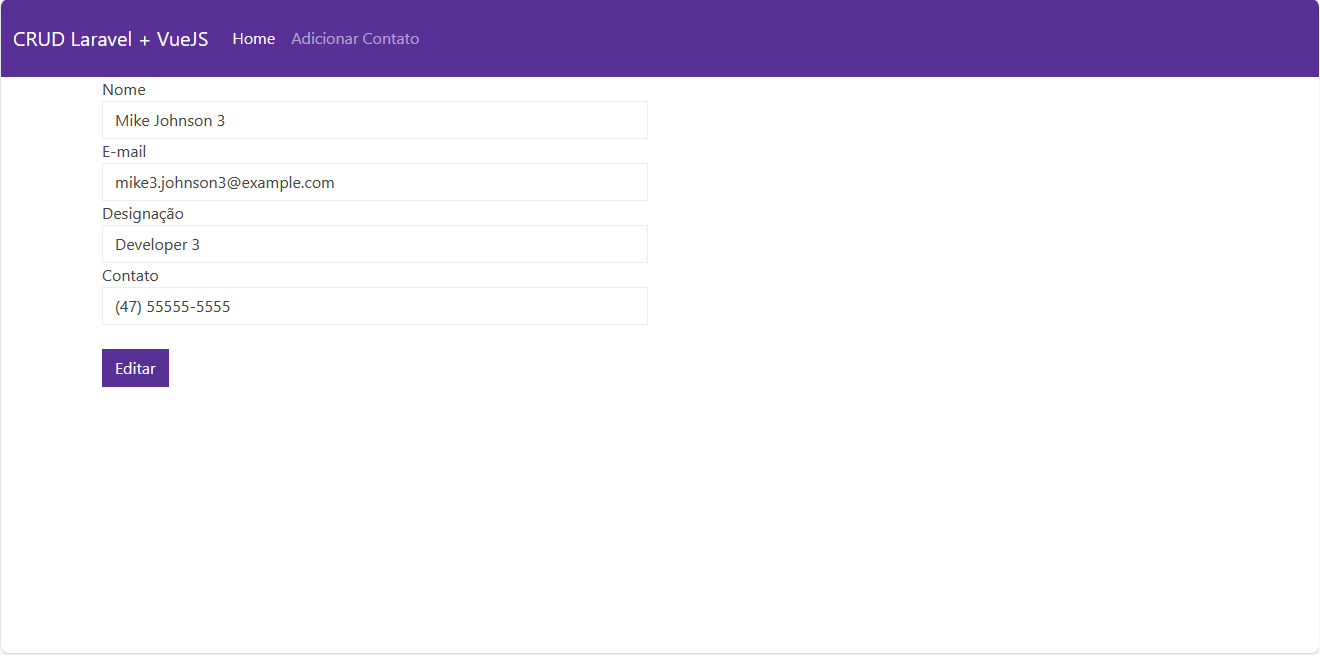 CRUD Laravel + VueJS Home Adicionar Contato
Nome
Mike Johnson 3
E-mail
mike3.johnson3@example.com
Designação
Developer 3
Contato
(47) 55555-5555
Editar